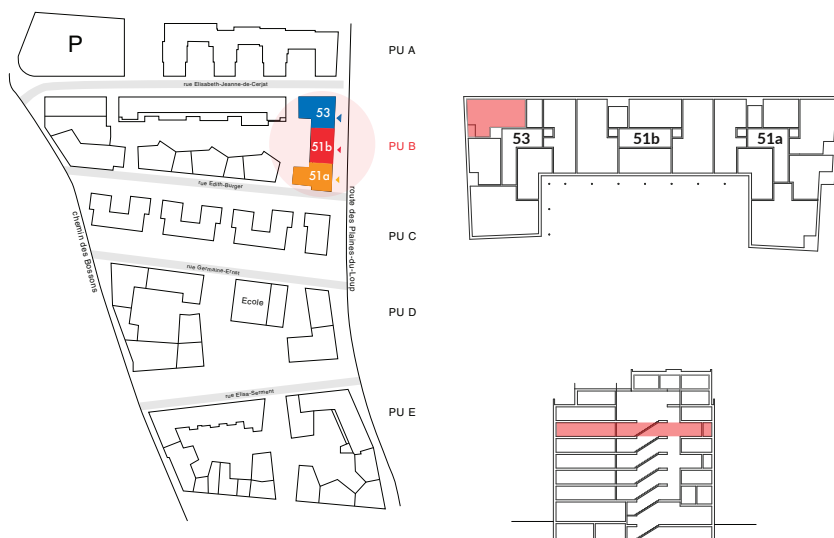 P
PU A
rue Elisabeth-Jeanne-de-Cerjat
53
51b
PU B
51a
rue Edith-Burger
route des Plaines-du-Loup
chemin des Bossons
PU C
rue Germaine-Ernst
Ecole
PU D
rue Elisa-Serment
PU E
53
51b
51a